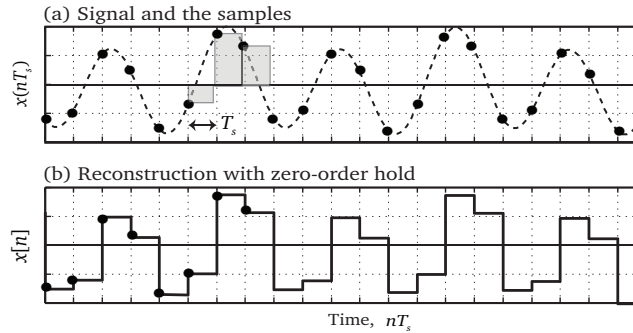 (a) Signal and the samples
x(nTₛ)
Tₛ
(b) Reconstruction with zero-order hold
x[n]
Time, nTₛ